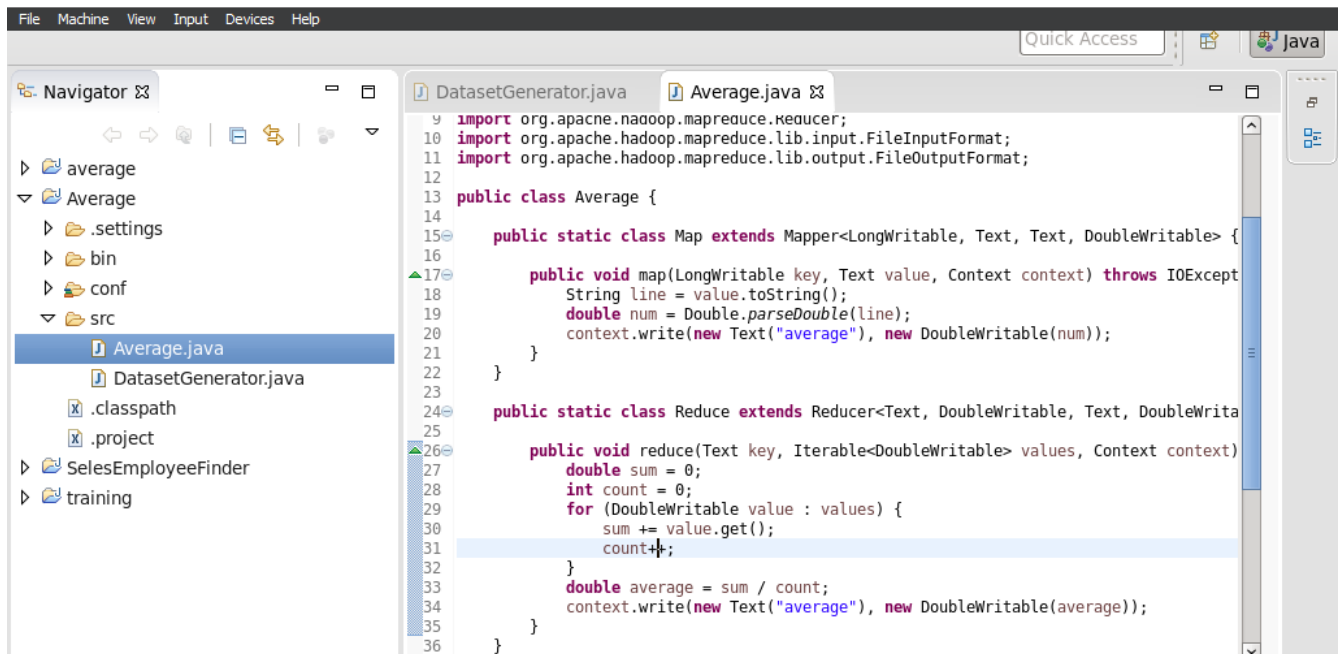 File Machine View Input Devices Help
Quick Access
Java
Navigator
average
Average
.settings
bin
conf
src
Average.java
DatasetGenerator.java
.classpath
.project
SelesEmployeeFinder
training
DatasetGenerator.java Average.java
9 import org.apache.hadoop.mapreduce.Reducer;
10 import org.apache.hadoop.mapreduce.lib.input.FileInputFormat;
11 import org.apache.hadoop.mapreduce.lib.output.FileOutputFormat;
12
13 public class Average {
14
15 public static class Map extends Mapper<LongWritable, Text, Text, DoubleWritable> {
16
17 public void map(LongWritable key, Text value, Context context) throws IOExcept
18 String line = value.toString();
19 double num = Double.parseDouble(line);
20 context.write(new Text("average"), new DoubleWritable(num));
21 }
22 }
23
24 public static class Reduce extends Reducer<Text, DoubleWritable, Text, DoubleWrita
25
26 public void reduce(Text key, Iterable<DoubleWritable> values, Context context)
27 double sum = 0;
28 int count = 0;
29 for (DoubleWritable value : values) {
30 sum += value.get();
31 count++;
32 }
33 double average = sum / count;
34 context.write(new Text("average"), new DoubleWritable(average));
35 }
36 }